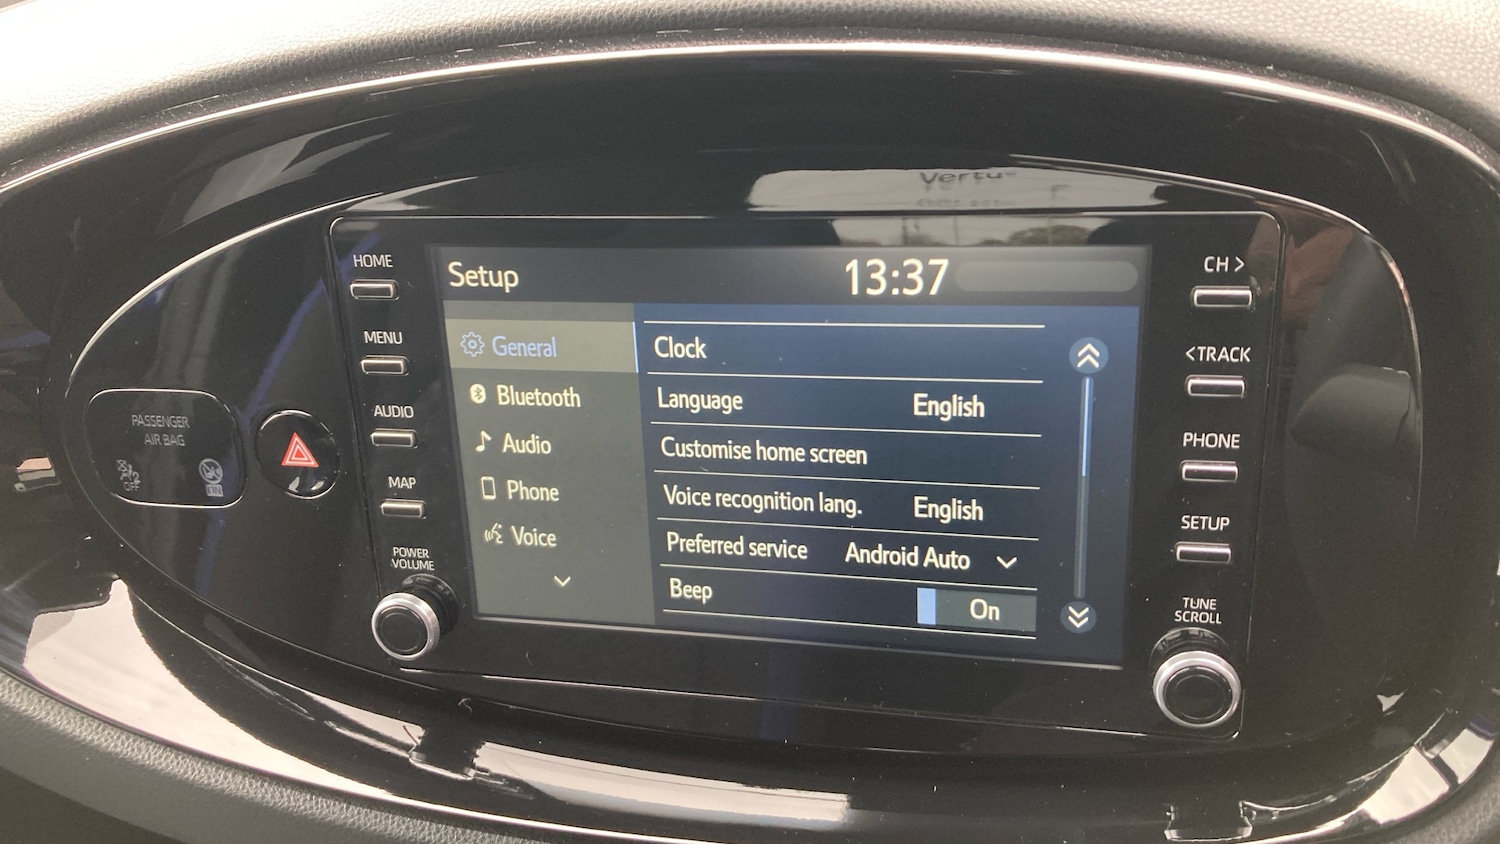 Vertu
HOME
MENU
AUDIO
MAP
POWER
VOLUME
PASSENGER
AIR BAG
OFF
Setup 13:37
General
Bluetooth
Audio
Phone
Voice
Clock
Language English
Customise home screen
Voice recognition lang. English
Preferred service Android Auto
Beep On
CH >
<TRACK
PHONE
SETUP
TUNE
SCROLL